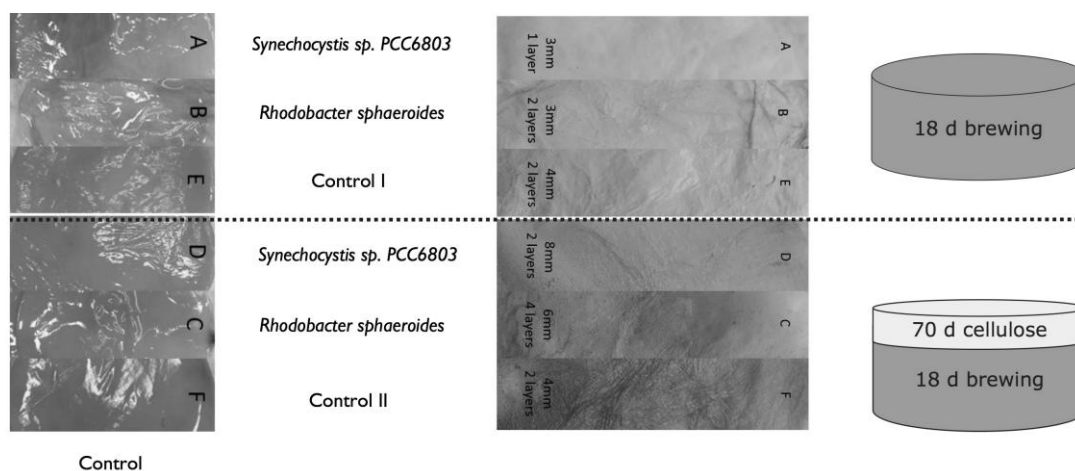 A
Synechocystis sp. PCC6803
3mm
1 layer
A
B
Rhodobacter sphaeroides
3mm
2 layers
B
18 d brewing
E
Control I
4mm
2 layers
E
D
Synechocystis sp. PCC6803
8mm
2 layers
D
C
Rhodobacter sphaeroides
6mm
4 layers
C
70 d cellulose
18 d brewing
F
Control II
4mm
2 layers
F
Control